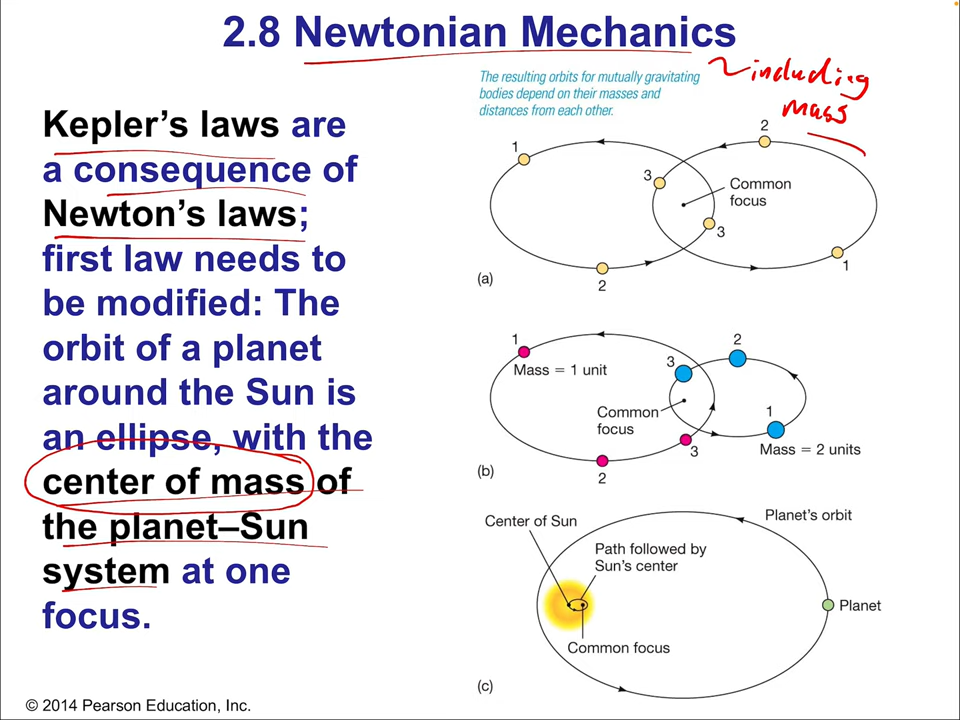 2.8 Newtonian Mechanics
Kepler's laws are
a consequence of
Newton's laws;
first law needs to
be modified: The
orbit of a planet
around the Sun is
an ellipse, with the
center of mass of
the planet–Sun
system at one
focus.
The resulting orbits for mutually gravitating
bodies depend on their masses and
distances from each other.
~including
mass
1
2
3
Common
focus
3
1
2
(a)
1
2
Mass = 1 unit
3
Common
focus
1
3
Mass = 2 units
2
(b)
Center of Sun
Planet's orbit
Path followed by
Sun's center
Planet
Common focus
(c)
© 2014 Pearson Education, Inc.